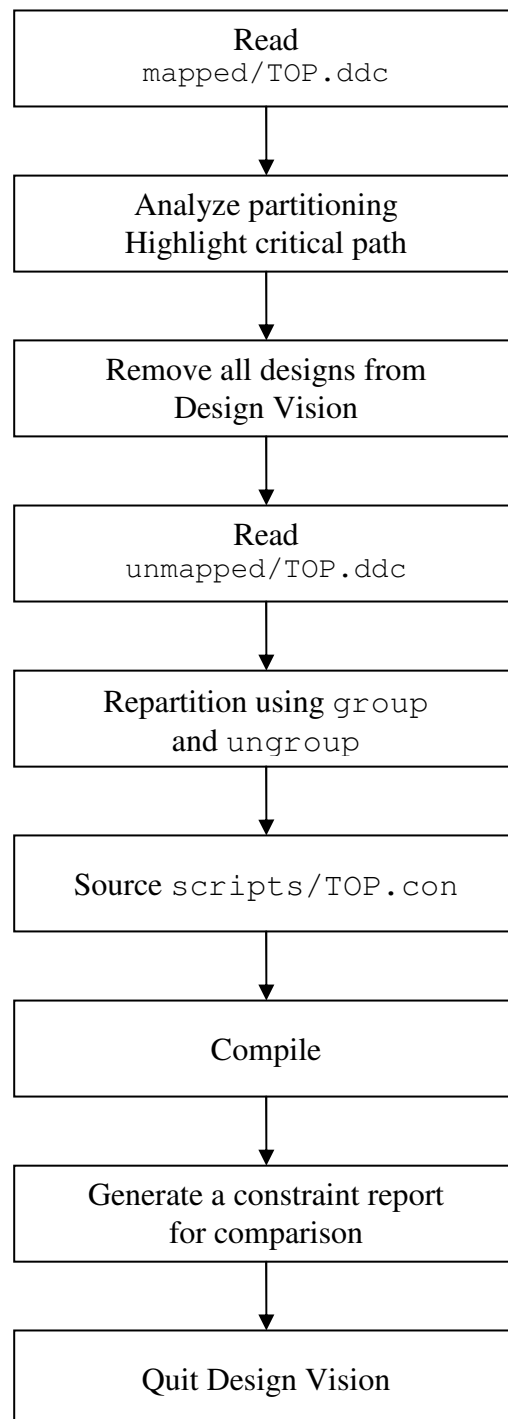 Read
mapped/TOP.ddc
Analyze partitioning
Highlight critical path
Remove all designs from
Design Vision
Read
unmapped/TOP.ddc
Repartition using group
and ungroup
Source scripts/TOP.con
Compile
Generate a constraint report
for comparison
Quit Design Vision